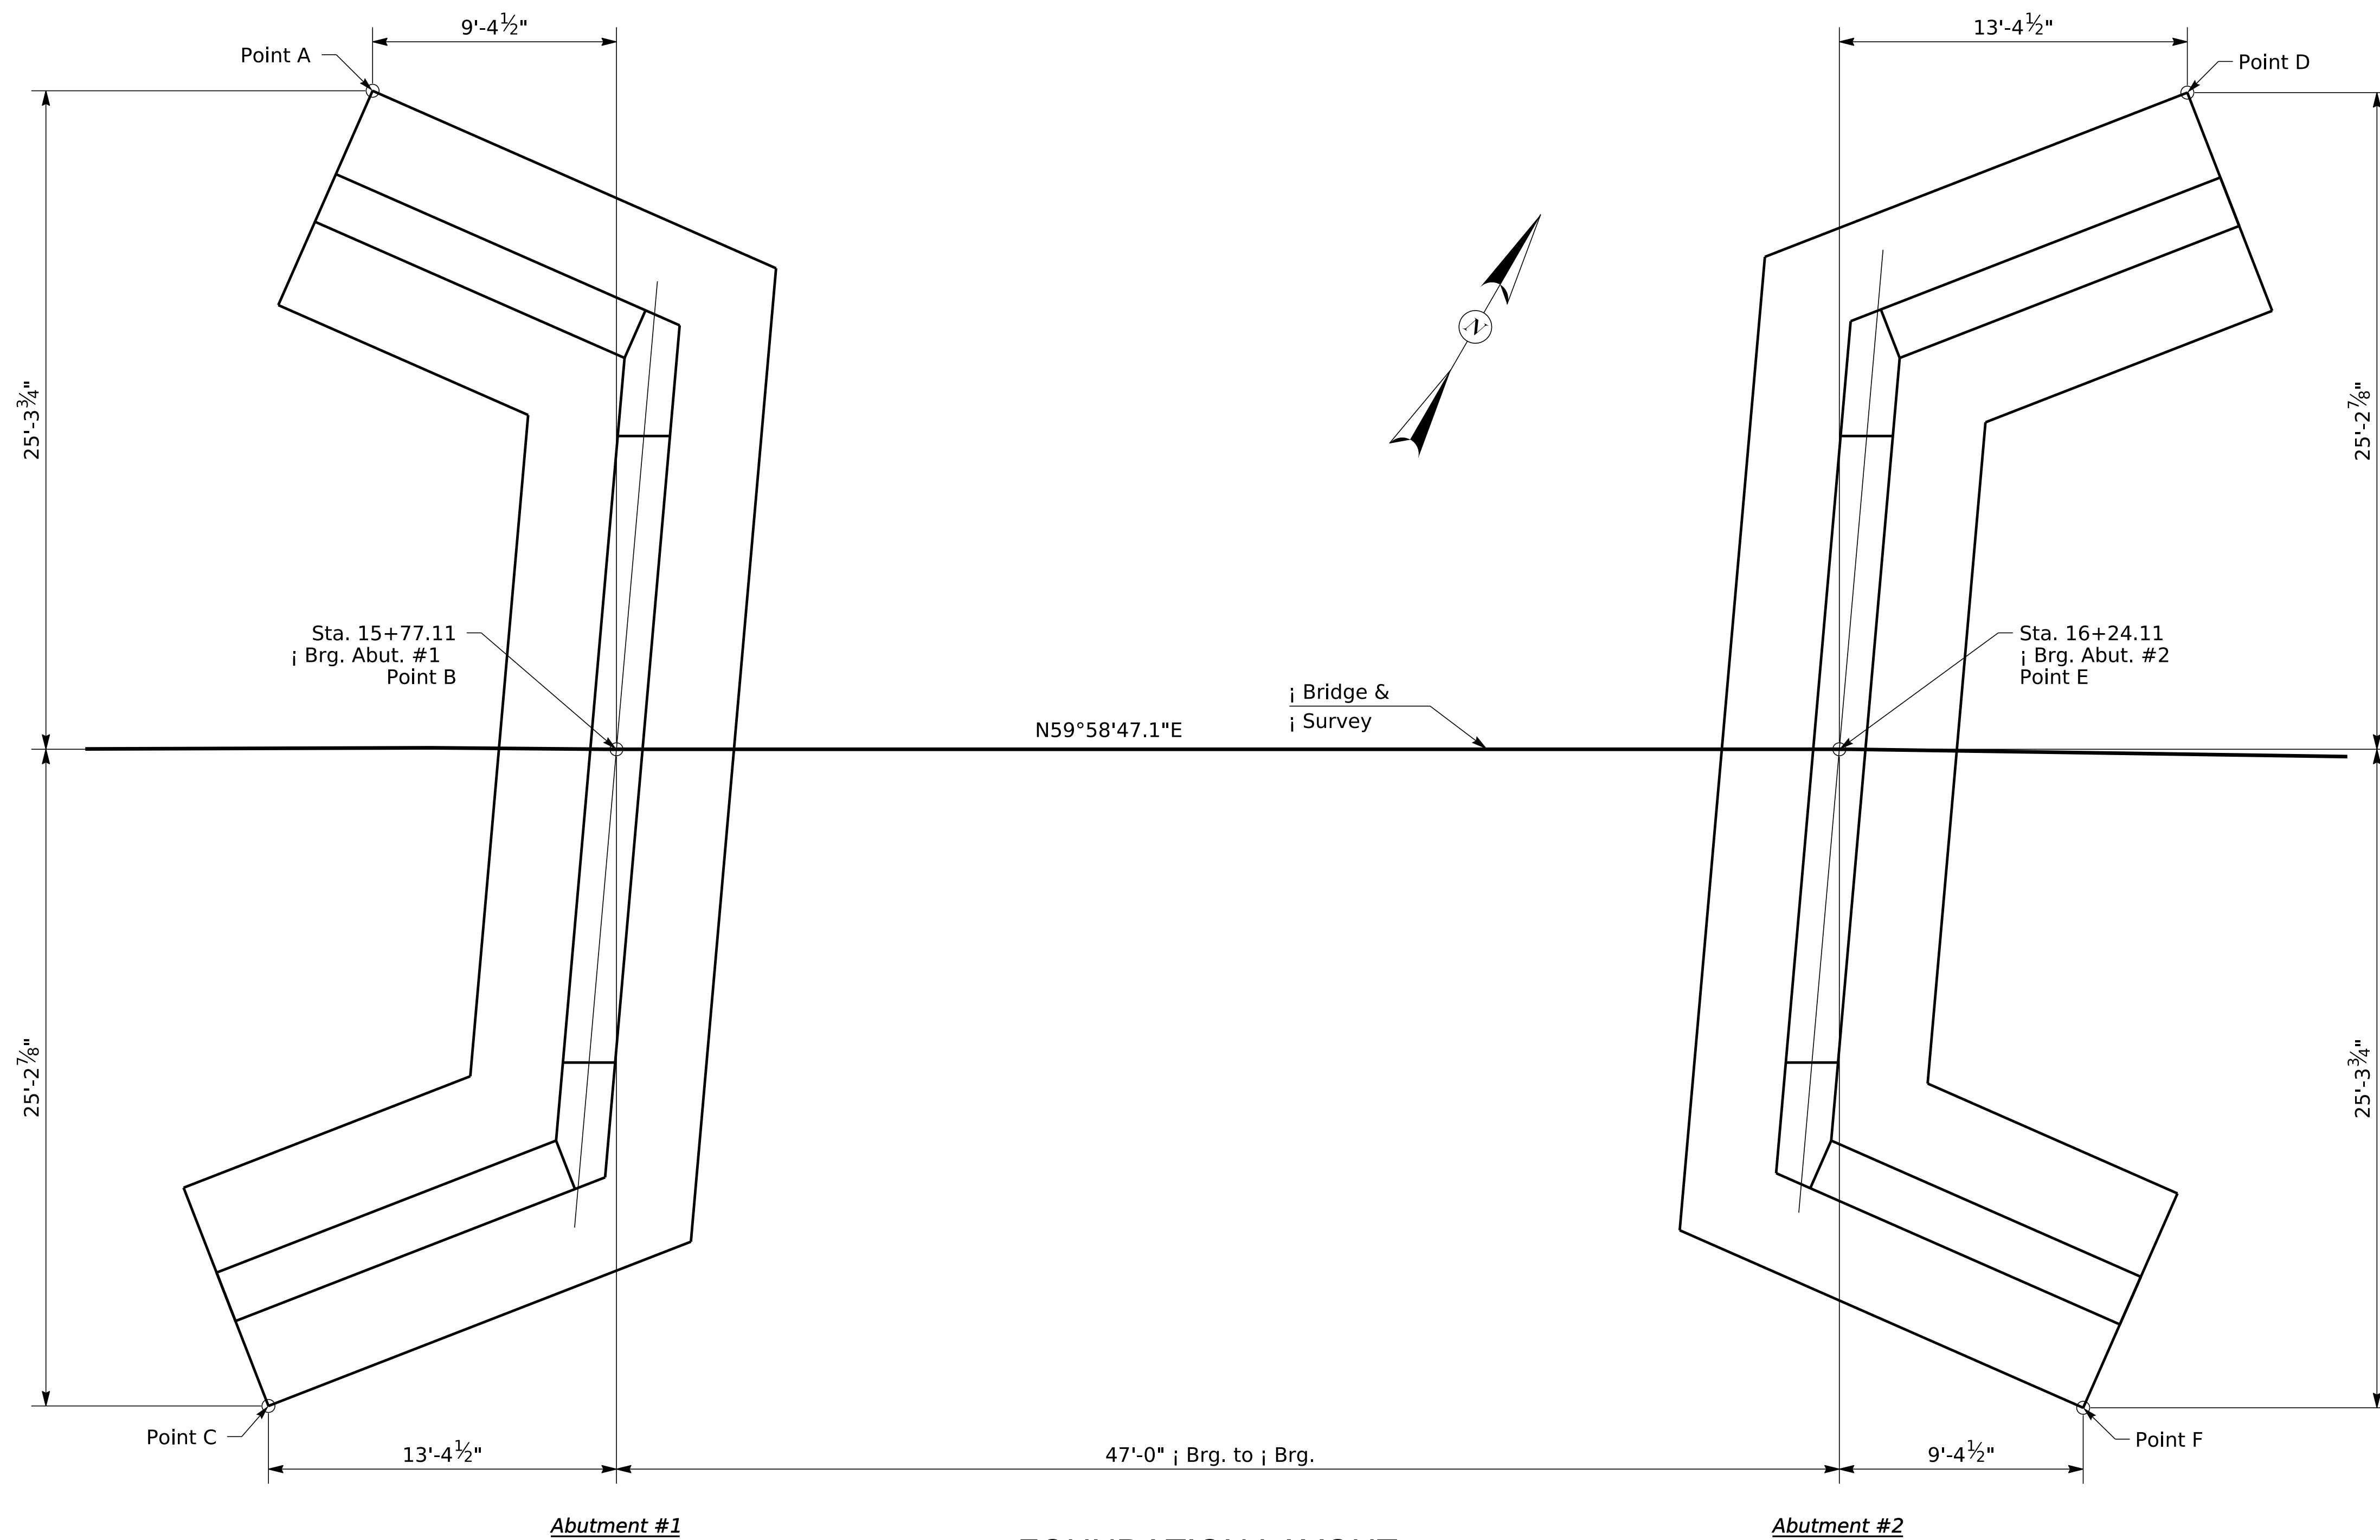 9'-4½"
13'-4½"
Point A
Point D
25'-3¾"
25'-2⅞"
N
Sta. 15+77.11
¡ Brg. Abut. #1
Point B
Sta. 16+24.11
¡ Brg. Abut. #2
Point E
¡ Bridge &
¡ Survey
N59°58'47.1"E
25'-2⅞"
25'-3¾"
Point C
Point F
13'-4½"
47'-0" ¡ Brg. to ¡ Brg.
9'-4½"
Abutment #1
Abutment #2